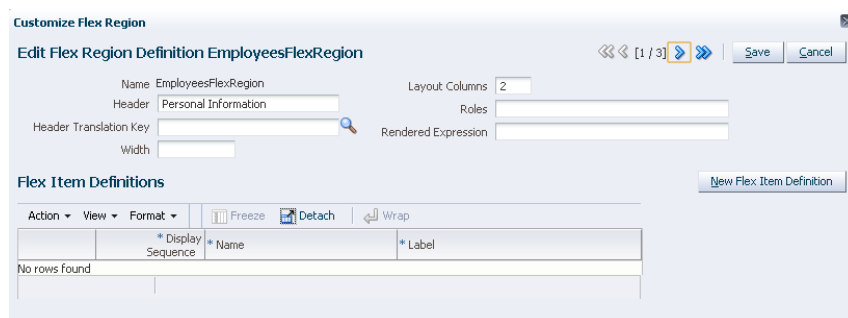 Customize Flex Region
Edit Flex Region Definition EmployeesFlexRegion [1 / 3] Save Cancel
Name EmployeesFlexRegion Layout Columns 2
Header Personal Information Roles
Header Translation Key Rendered Expression
Width
Flex Item Definitions New Flex Item Definition
Action View Format Freeze Detach Wrap
* Display Sequence * Name * Label
No rows found